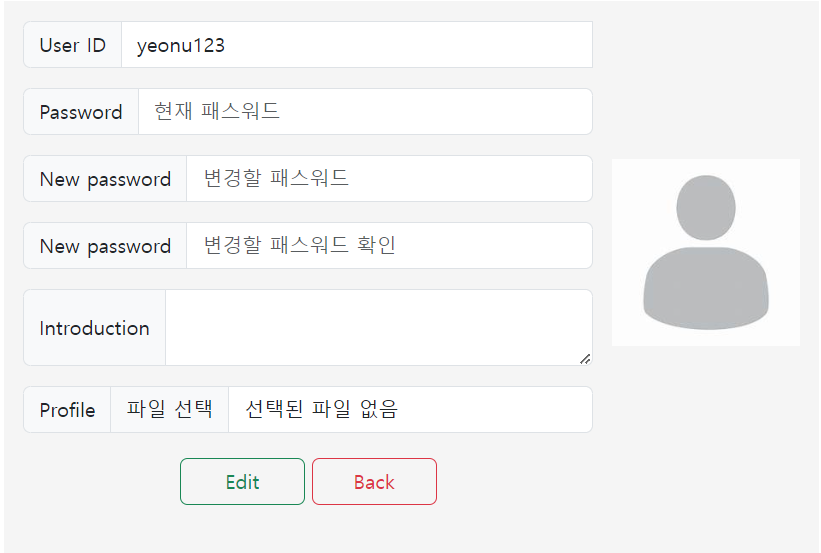 User ID yeonu123
Password 현재 패스워드
New password 변경할 패스워드
New password 변경할 패스워드 확인
Introduction
Profile 파일 선택 선택된 파일 없음
Edit Back